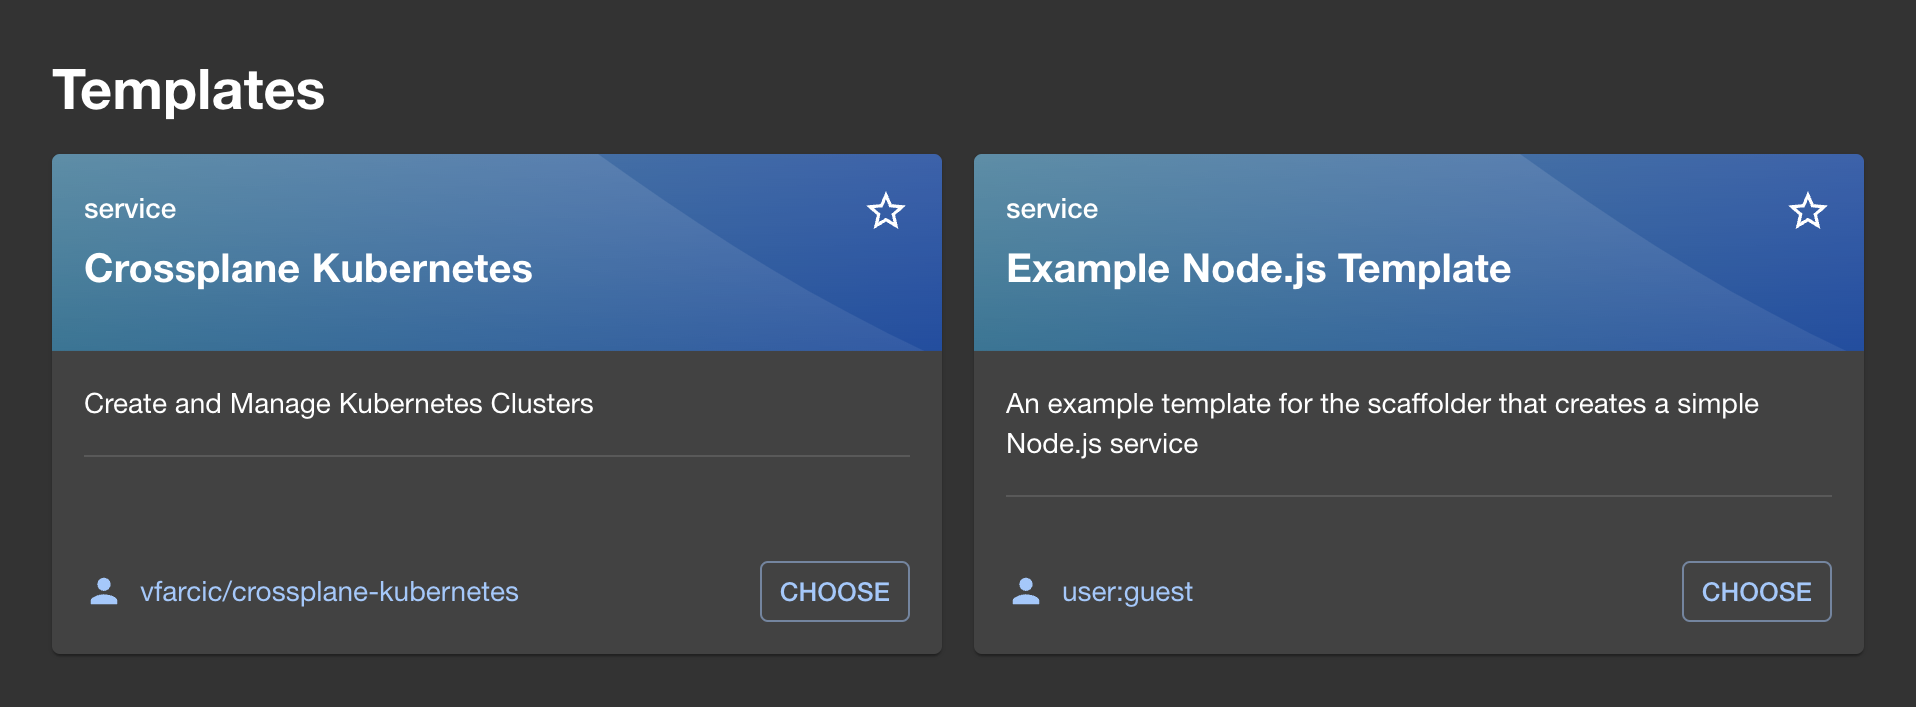 Templates
service
Crossplane Kubernetes
Create and Manage Kubernetes Clusters
vfarcic/crossplane-kubernetes
CHOOSE
service
Example Node.js Template
An example template for the scaffolder that creates a simple
Node.js service
user:guest
CHOOSE